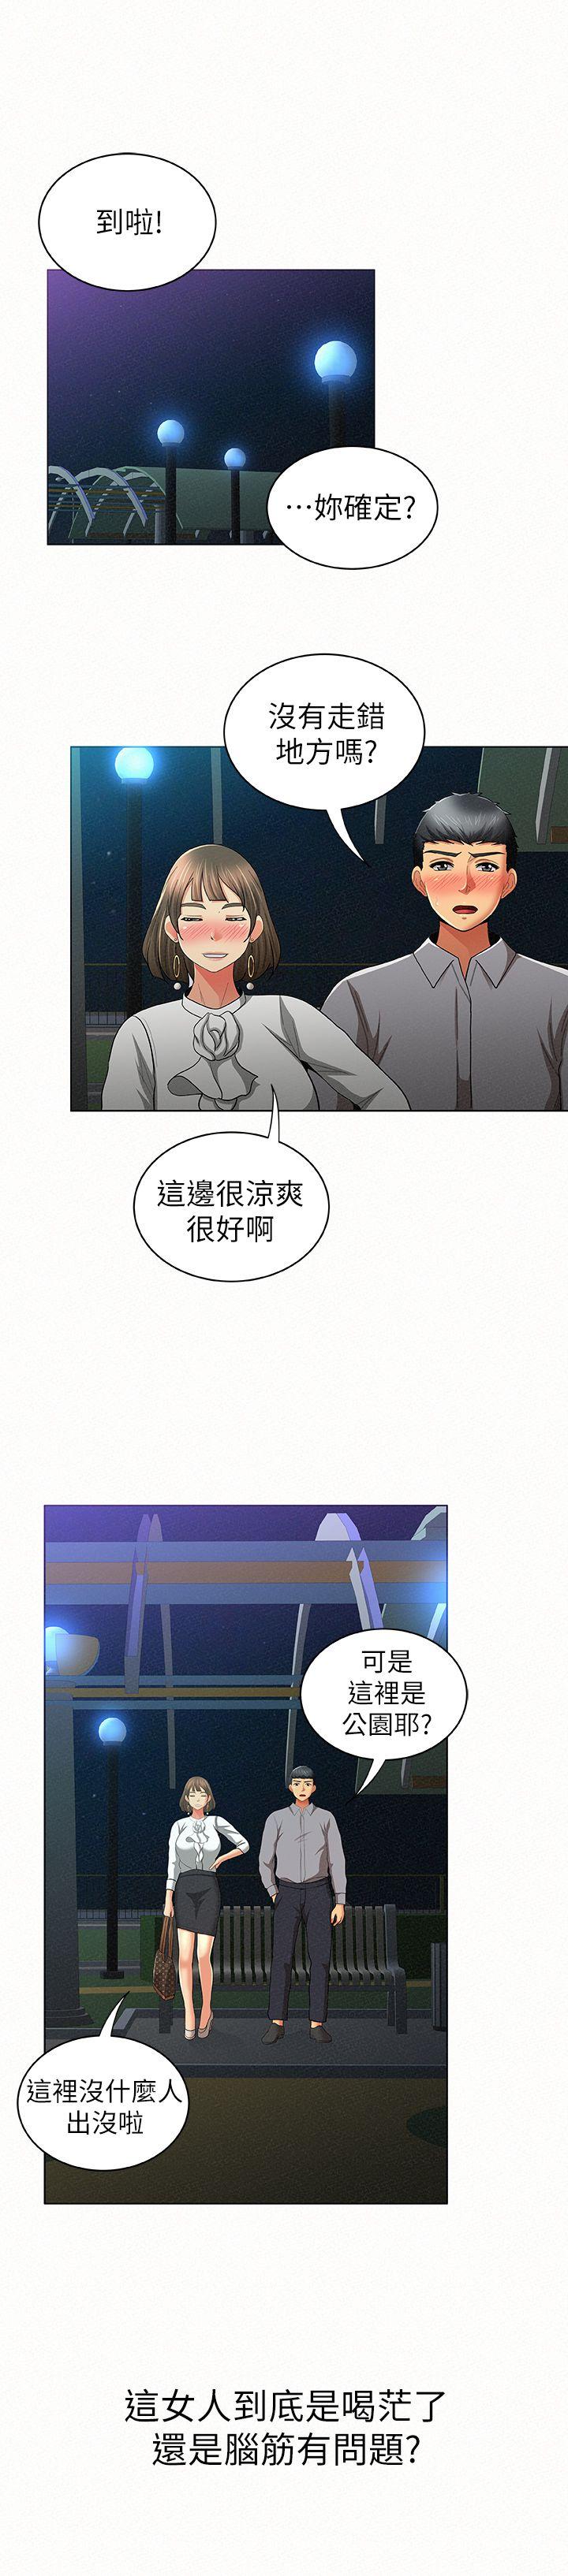 到啦!
⋯妳確定?
沒有走錯
地方嗎?
這邊很涼爽
很好啊
可是
這裡是
公園耶?
這裡沒什麼人
出沒啦
這女人到底是喝茫了
還是腦筋有問題?